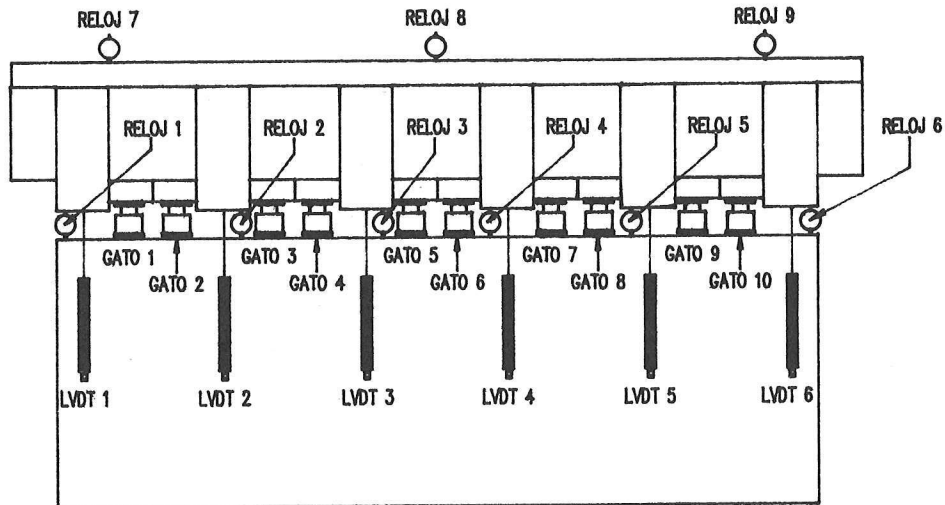 RELOJ 7
RELOJ 8
RELOJ 9
RELOJ 1
RELOJ 2
RELOJ 3
RELOJ 4
RELOJ 5
RELOJ 6
GATO 1
GATO 2
GATO 3
GATO 4
GATO 5
GATO 6
GATO 7
GATO 8
GATO 9
GATO 10
LVDT 1
LVDT 2
LVDT 3
LVDT 4
LVDT 5
LVDT 6